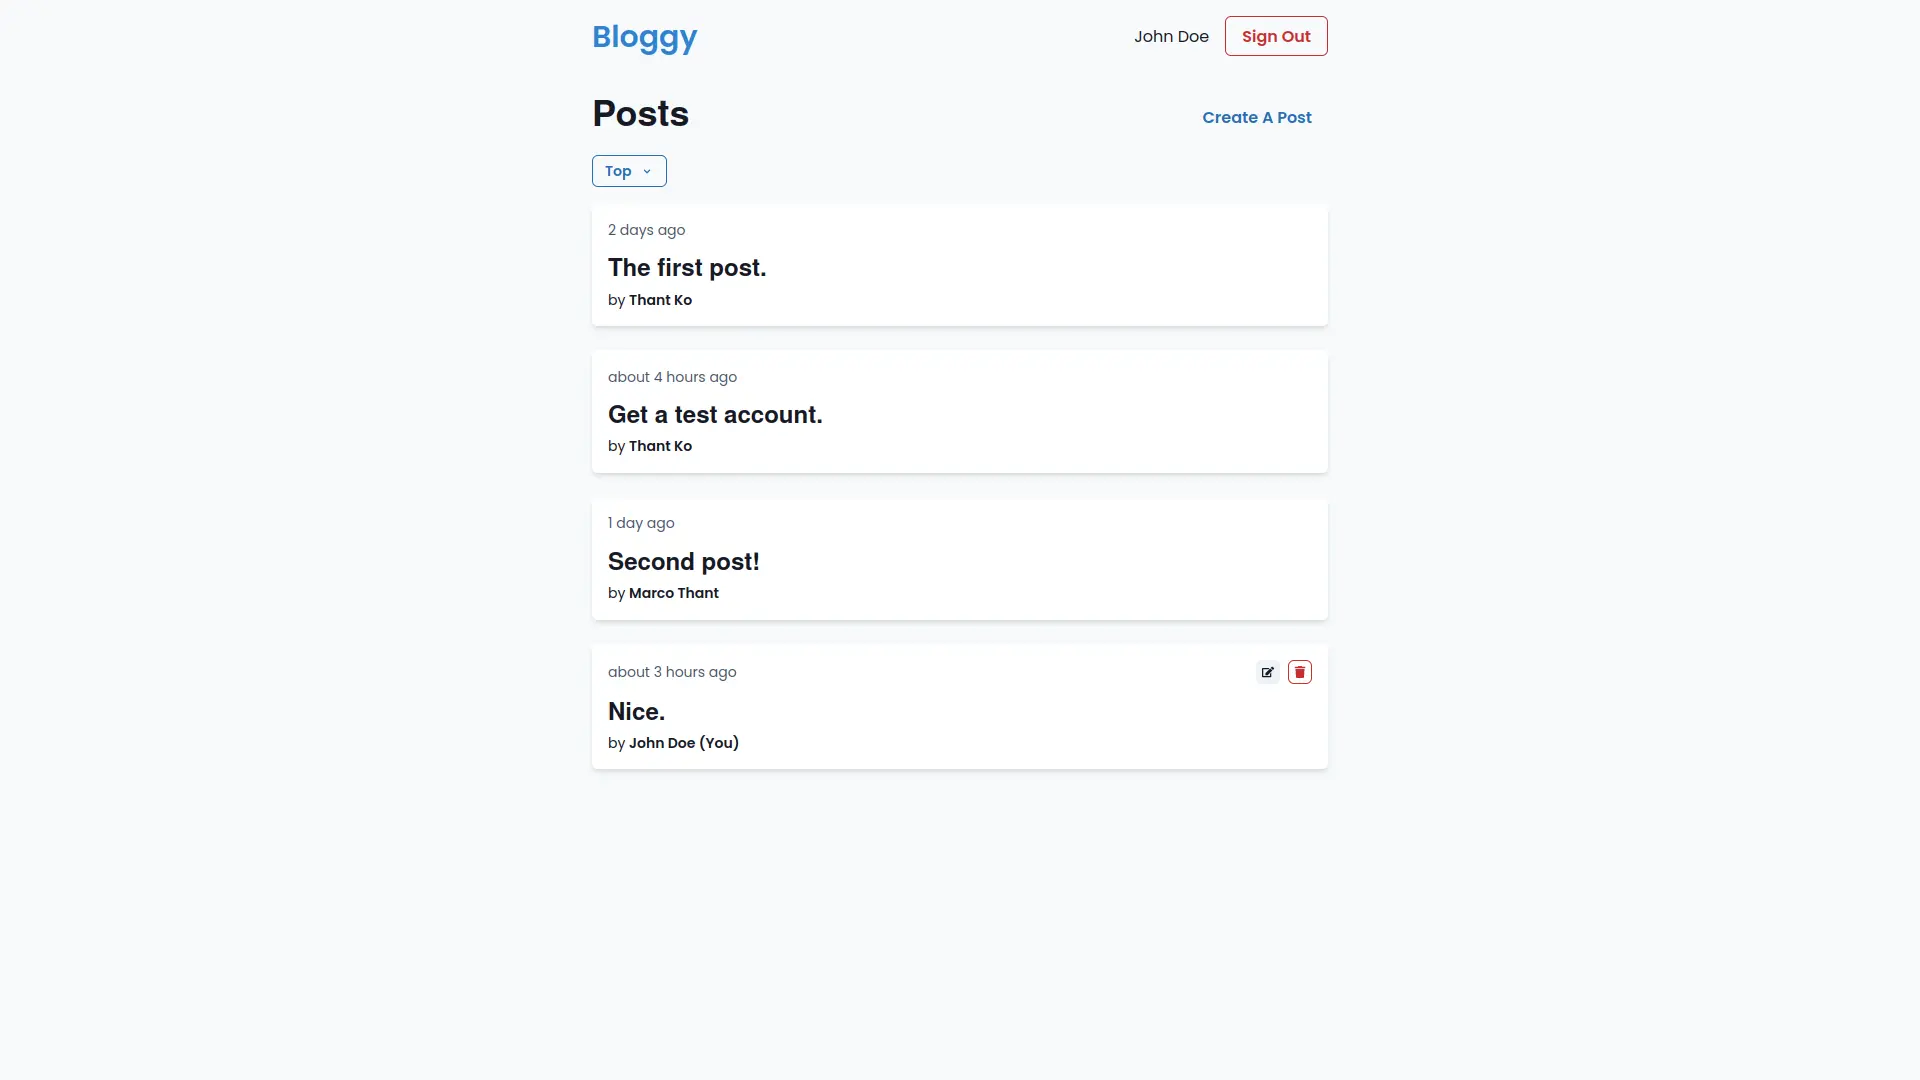 Bloggy
John Doe
Sign Out
Posts
Create A Post
Top
2 days ago
The first post.
by Thant Ko
about 4 hours ago
Get a test account.
by Thant Ko
1 day ago
Second post!
by Marco Thant
about 3 hours ago
Nice.
by John Doe (You)